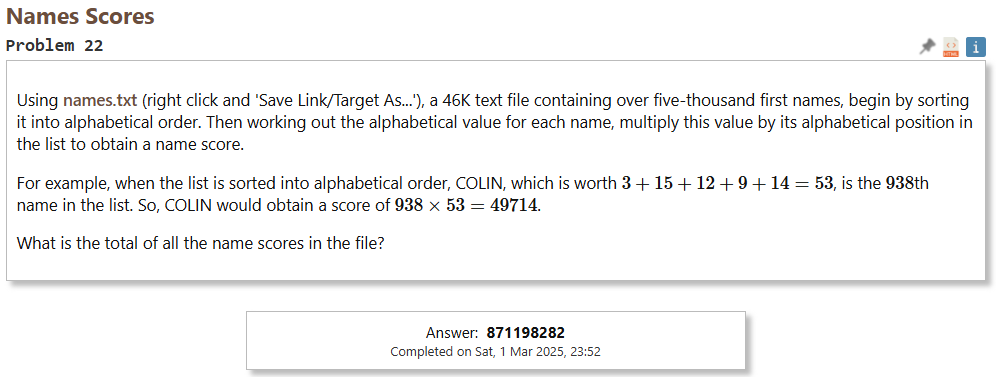 Names Scores
Problem 22
HTML
i
Using names.txt (right click and 'Save Link/Target As...'), a 46K text file containing over five-thousand first names, begin by sorting
it into alphabetical order. Then working out the alphabetical value for each name, multiply this value by its alphabetical position in
the list to obtain a name score.
For example, when the list is sorted into alphabetical order, COLIN, which is worth 3 + 15 + 12 + 9 + 14 = 53, is the 938th
name in the list. So, COLIN would obtain a score of 938 × 53 = 49714.
What is the total of all the name scores in the file?
Answer: 871198282
Completed on Sat, 1 Mar 2025, 23:52